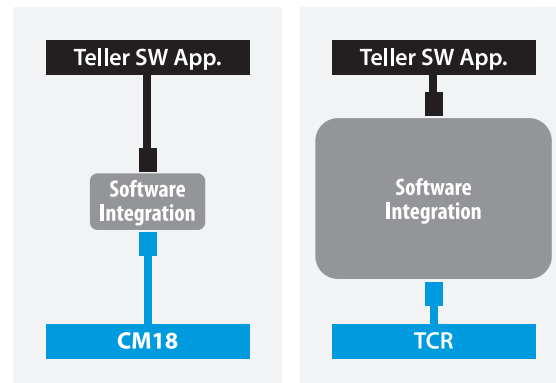 Teller SW App.
Software
Integration
CM18
Teller SW App.
Software
Integration
TCR